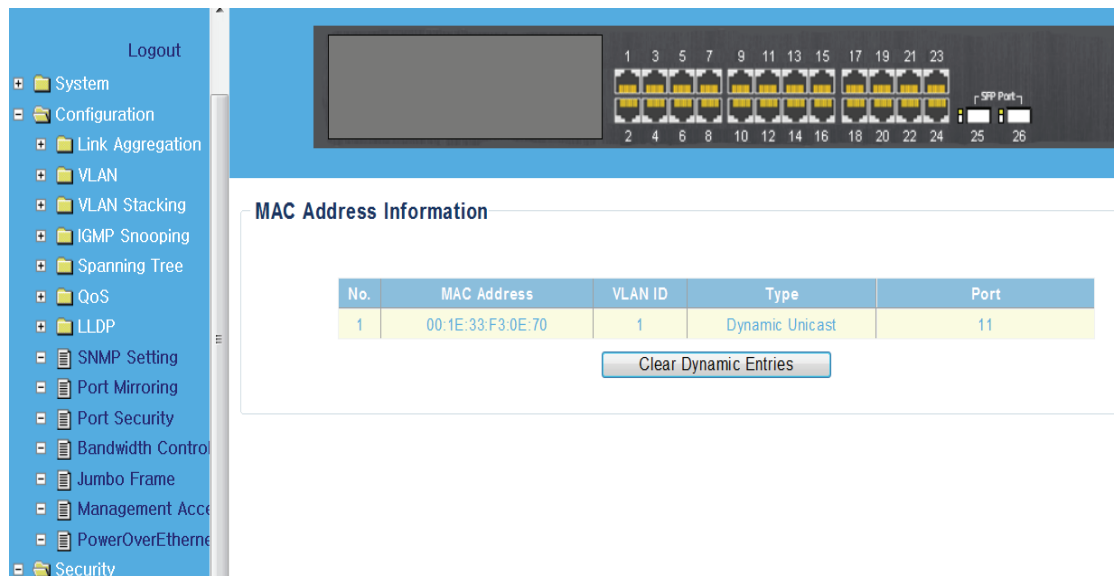 Logout
System
Configuration
Link Aggregation
VLAN
VLAN Stacking
IGMP Snooping
Spanning Tree
QoS
LLDP
SNMP Setting
Port Mirroring
Port Security
Bandwidth Control
Jumbo Frame
Management Acce
PowerOverEtherne
Security
1 3 5 7 9 11 13 15 17 19 21 23
SFP Port
2 4 6 8 10 12 14 16 18 20 22 24 25 26
MAC Address Information
No. MAC Address VLAN ID Type Port
1 00:1E:33:F3:0E:70 1 Dynamic Unicast 11
Clear Dynamic Entries